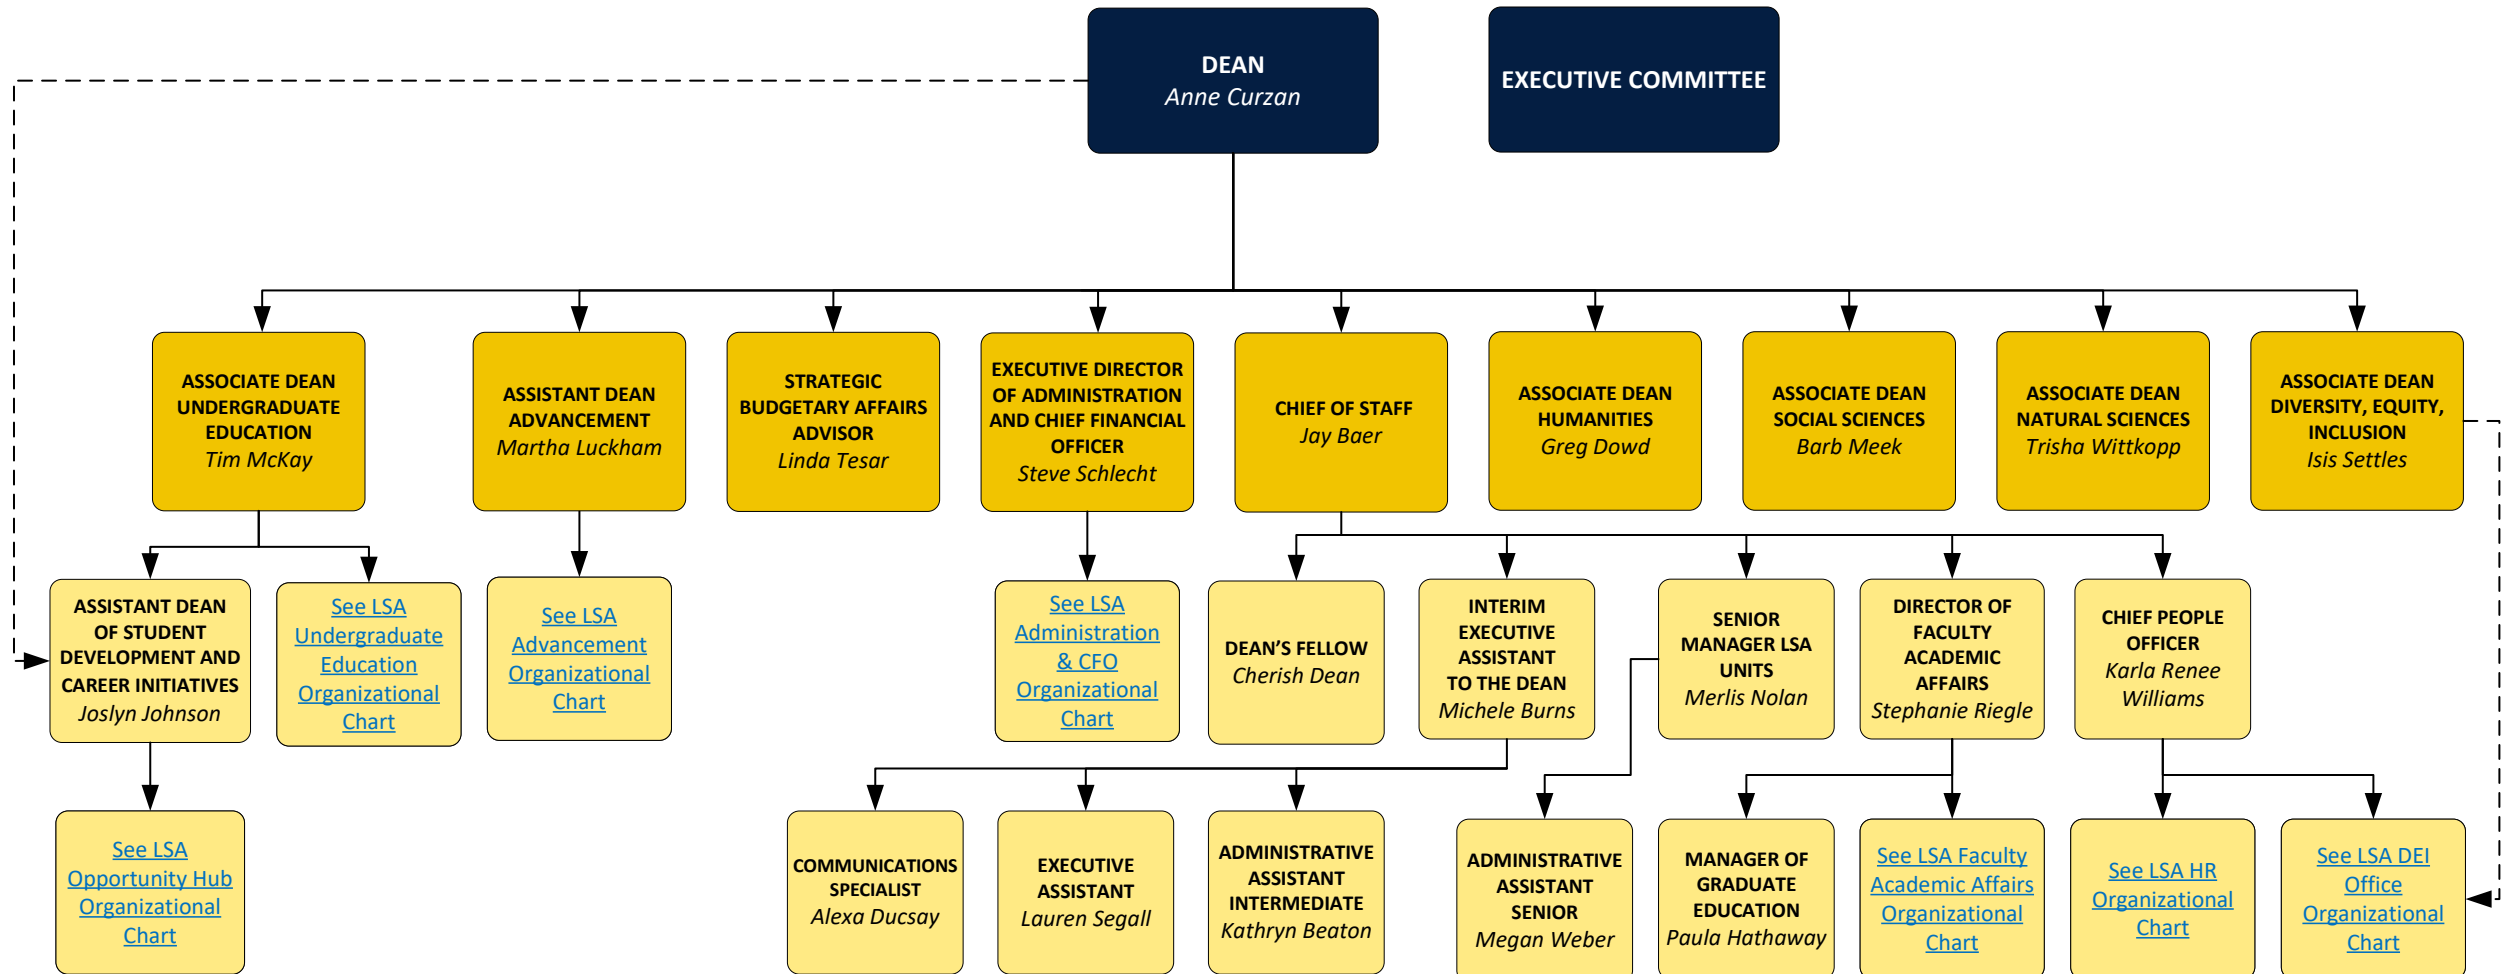 DEAN
Anne Curzan
EXECUTIVE COMMITTEE
ASSOCIATE DEAN
UNDERGRADUATE
EDUCATION
Tim McKay
ASSISTANT DEAN
ADVANCEMENT
Martha Luckham
STRATEGIC
BUDGETARY AFFAIRS
ADVISOR
Linda Tesar
EXECUTIVE DIRECTOR
OF ADMINISTRATION
AND CHIEF FINANCIAL
OFFICER
Steve Schlecht
CHIEF OF STAFF
Jay Baer
ASSOCIATE DEAN
HUMANITIES
Greg Dowd
ASSOCIATE DEAN
SOCIAL SCIENCES
Barb Meek
ASSOCIATE DEAN
NATURAL SCIENCES
Trisha Wittkopp
ASSOCIATE DEAN
DIVERSITY, EQUITY,
INCLUSION
Isis Settles
ASSISTANT DEAN
OF STUDENT
DEVELOPMENT AND
CAREER INITIATIVES
Joslyn Johnson
See LSA
Undergraduate
Education
Organizational
Chart
See LSA
Advancement
Organizational
Chart
See LSA
Administration
& CFO
Organizational
Chart
DEAN’S FELLOW
Cherish Dean
INTERIM
EXECUTIVE
ASSISTANT
TO THE DEAN
Michele Burns
SENIOR
MANAGER LSA
UNITS
Merlis Nolan
DIRECTOR OF
FACULTY
ACADEMIC
AFFAIRS
Stephanie Riegle
CHIEF PEOPLE
OFFICER
Karla Renee
Williams
See LSA
Opportunity Hub
Organizational
Chart
COMMUNICATIONS
SPECIALIST
Alexa Ducsay
EXECUTIVE
ASSISTANT
Lauren Segall
ADMINISTRATIVE
ASSISTANT
INTERMEDIATE
Kathryn Beaton
ADMINISTRATIVE
ASSISTANT
SENIOR
Megan Weber
MANAGER OF
GRADUATE
EDUCATION
Paula Hathaway
See LSA Faculty
Academic Affairs
Organizational
Chart
See LSA HR
Organizational
Chart
See LSA DEI
Office
Organizational
Chart